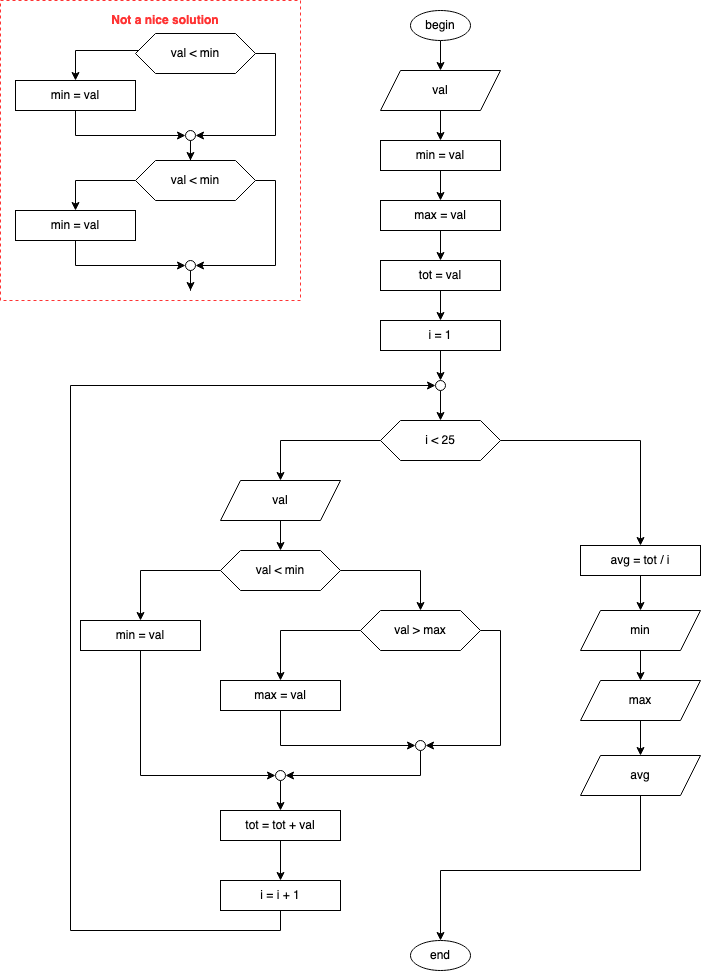 Not a nice solution
val < min
min = val
val < min
min = val
begin
val
min = val
max = val
tot = val
i = 1
i < 25
val
val < min
min = val
val > max
max = val
tot = tot + val
i = i + 1
avg = tot / i
min
max
avg
end